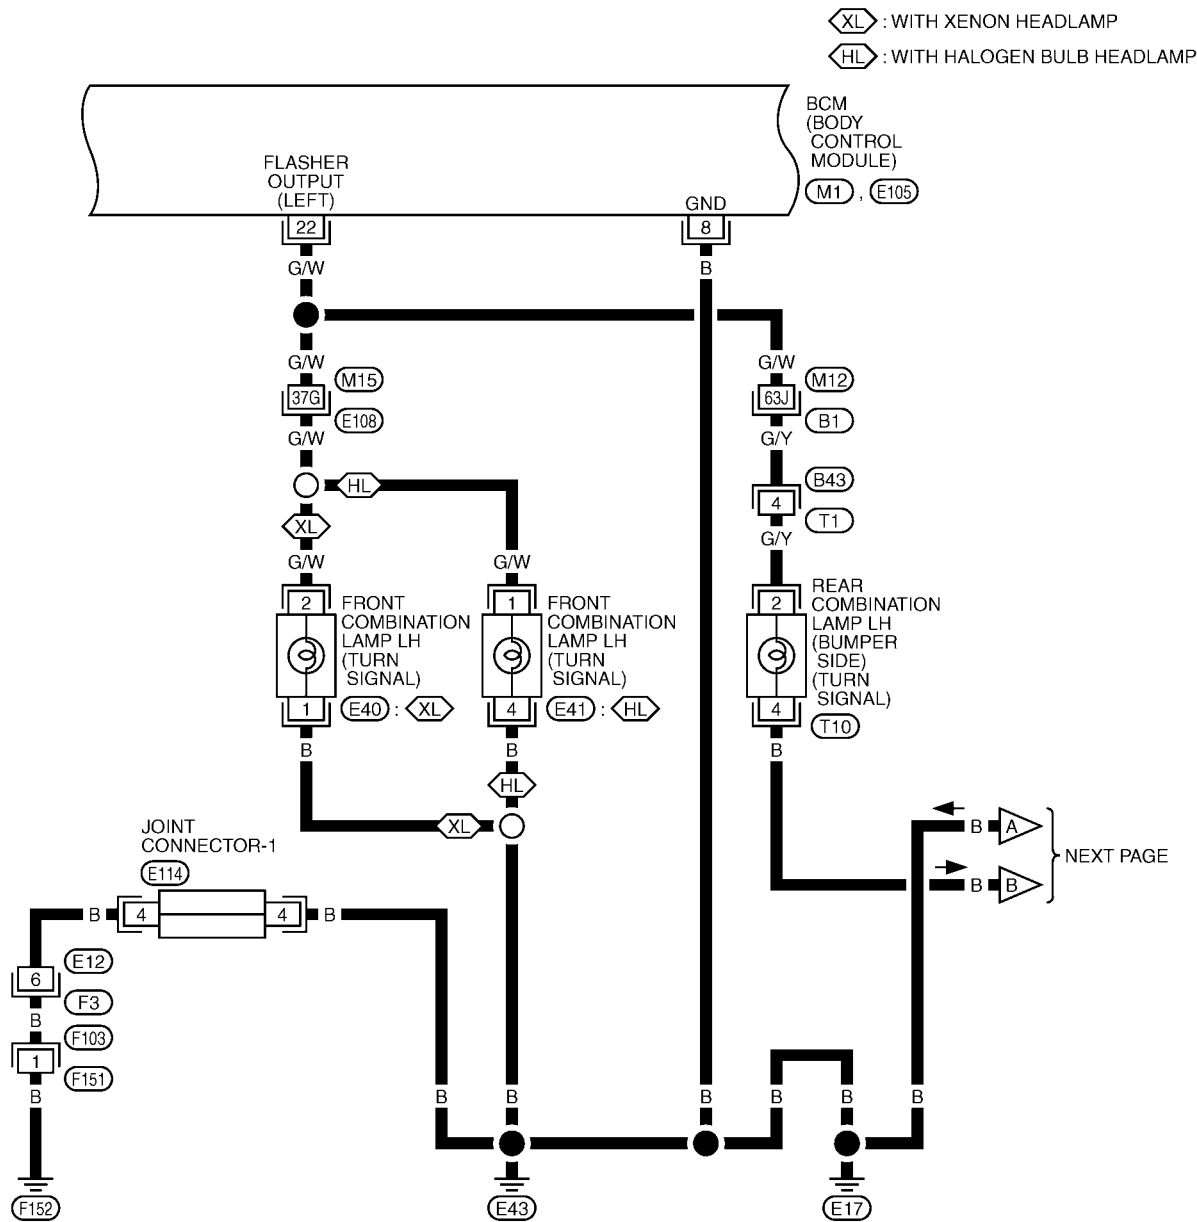 XL : WITH XENON HEADLAMP
HL : WITH HALOGEN BULB HEADLAMP
BCM
(BODY
CONTROL
MODULE)
M1 , E105
FLASHER
OUTPUT
(LEFT)
GND
22
8
G/W
B
G/W
G/W
M15
M12
37G
63J
E108
B1
G/W
G/Y
HL
B43
4
XL
T1
G/Y
G/W
G/W
2
FRONT
COMBINATION
LAMP LH
(TURN
SIGNAL)
1
E40 : XL
1
FRONT
COMBINATION
LAMP LH
(TURN
SIGNAL)
4
E41 : HL
2
REAR
COMBINATION
LAMP LH
(BUMPER
SIDE)
(TURN
SIGNAL)
4
T10
B
B
B
HL
XL
B
A
NEXT PAGE
B
B
JOINT
CONNECTOR-1
E114
B
4
4
B
E12
6
F3
B
F103
1
F151
B
B
B
B
B
B
B
F152
E43
E17